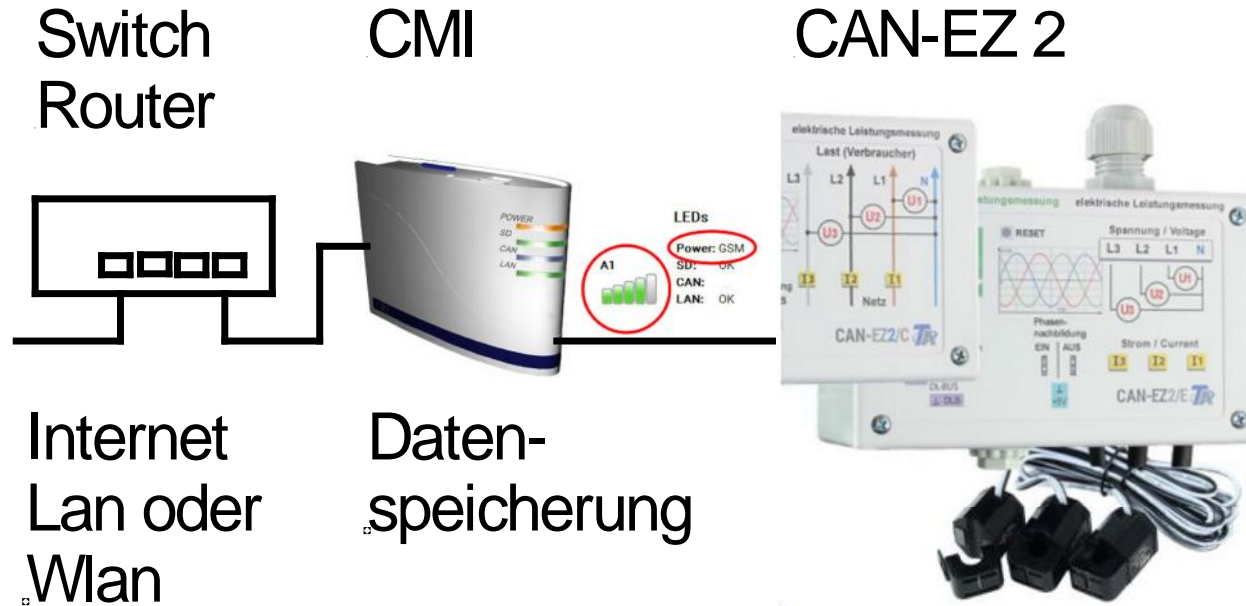 Switch
Router
CMI
CAN-EZ 2
POWER
SD
CAN
LAN
A1
LEDs
Power: GSM
SD: OK
CAN:
LAN: OK
elektrische Leistungsmessung
Last (Verbraucher)
L3 L2 L1 N
U1
U2
U3
I3 I2 I1
Netz
CAN-EZ2/C
elektrische Leistungsmessung
RESET
Spannung / Voltage
L3 L2 L1 N
U1
U2
U3
Phasen-
nachbildung
EIN AUS
Strom / Current
I3 I2 I1
CAN-EZ2/E
DLBUS
DLB
+5V
Internet
Lan oder
Wlan
Daten-
speicherung